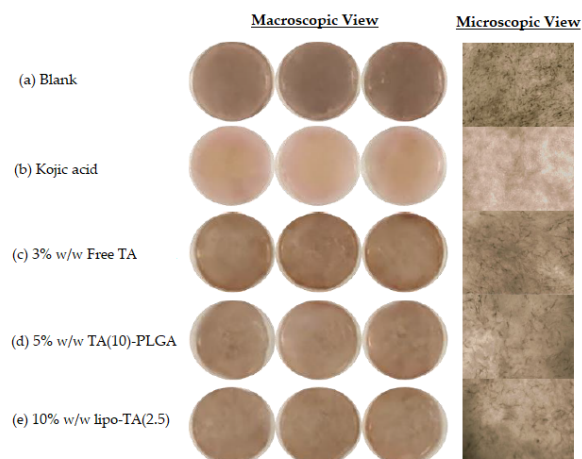 Macroscopic View
Microscopic View
(a) Blank
(b) Kojic acid
(c) 3% w/w Free TA
(d) 5% w/w TA(10)-PLGA
(e) 10% w/w lipo-TA(2.5)